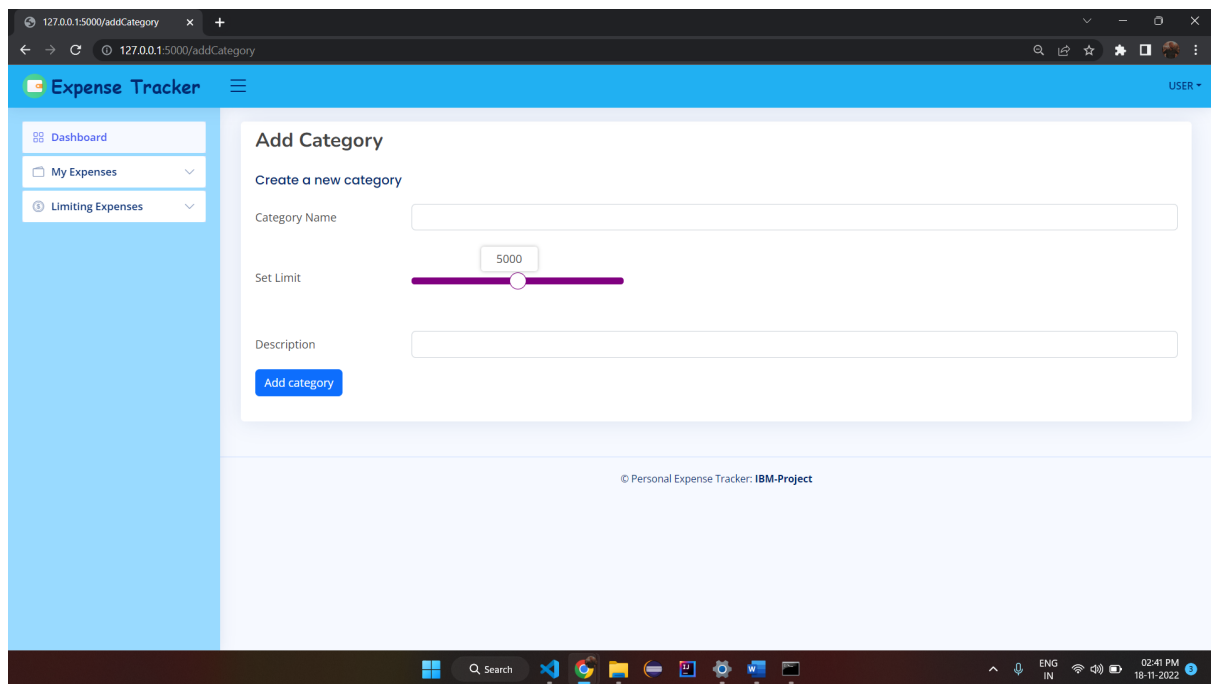 127.0.0.1:5000/addCategory
127.0.0.1:5000/addCategory
Expense Tracker
USER
Dashboard
My Expenses
Limiting Expenses
Add Category
Create a new category
Category Name
5000
Set Limit
Description
Add category
© Personal Expense Tracker: IBM-Project
Search
ENG
IN
02:41 PM
18-11-2022
3